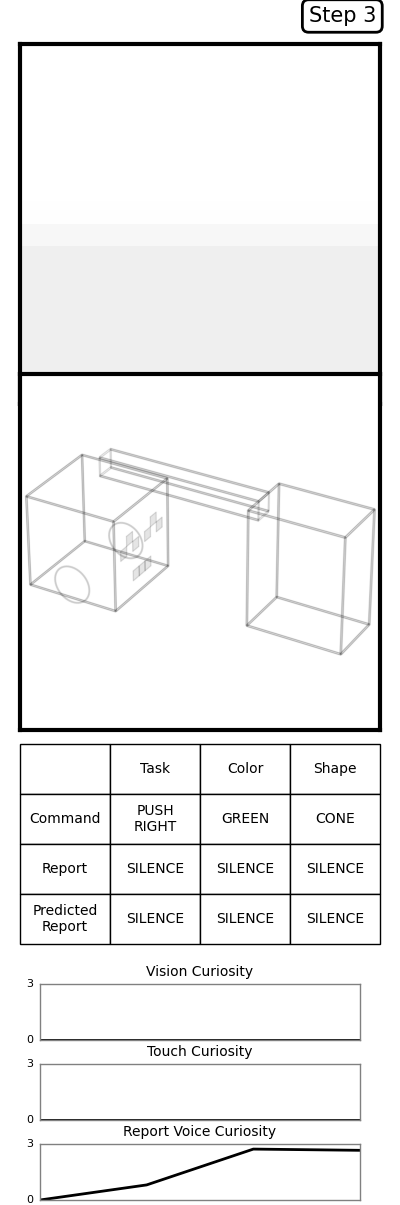 Step 3
Task
Color
Shape
Command
PUSH
RIGHT
GREEN
CONE
Report
SILENCE
SILENCE
SILENCE
Predicted
Report
SILENCE
SILENCE
SILENCE
Vision Curiosity
3
0
Touch Curiosity
3
0
Report Voice Curiosity
3
0